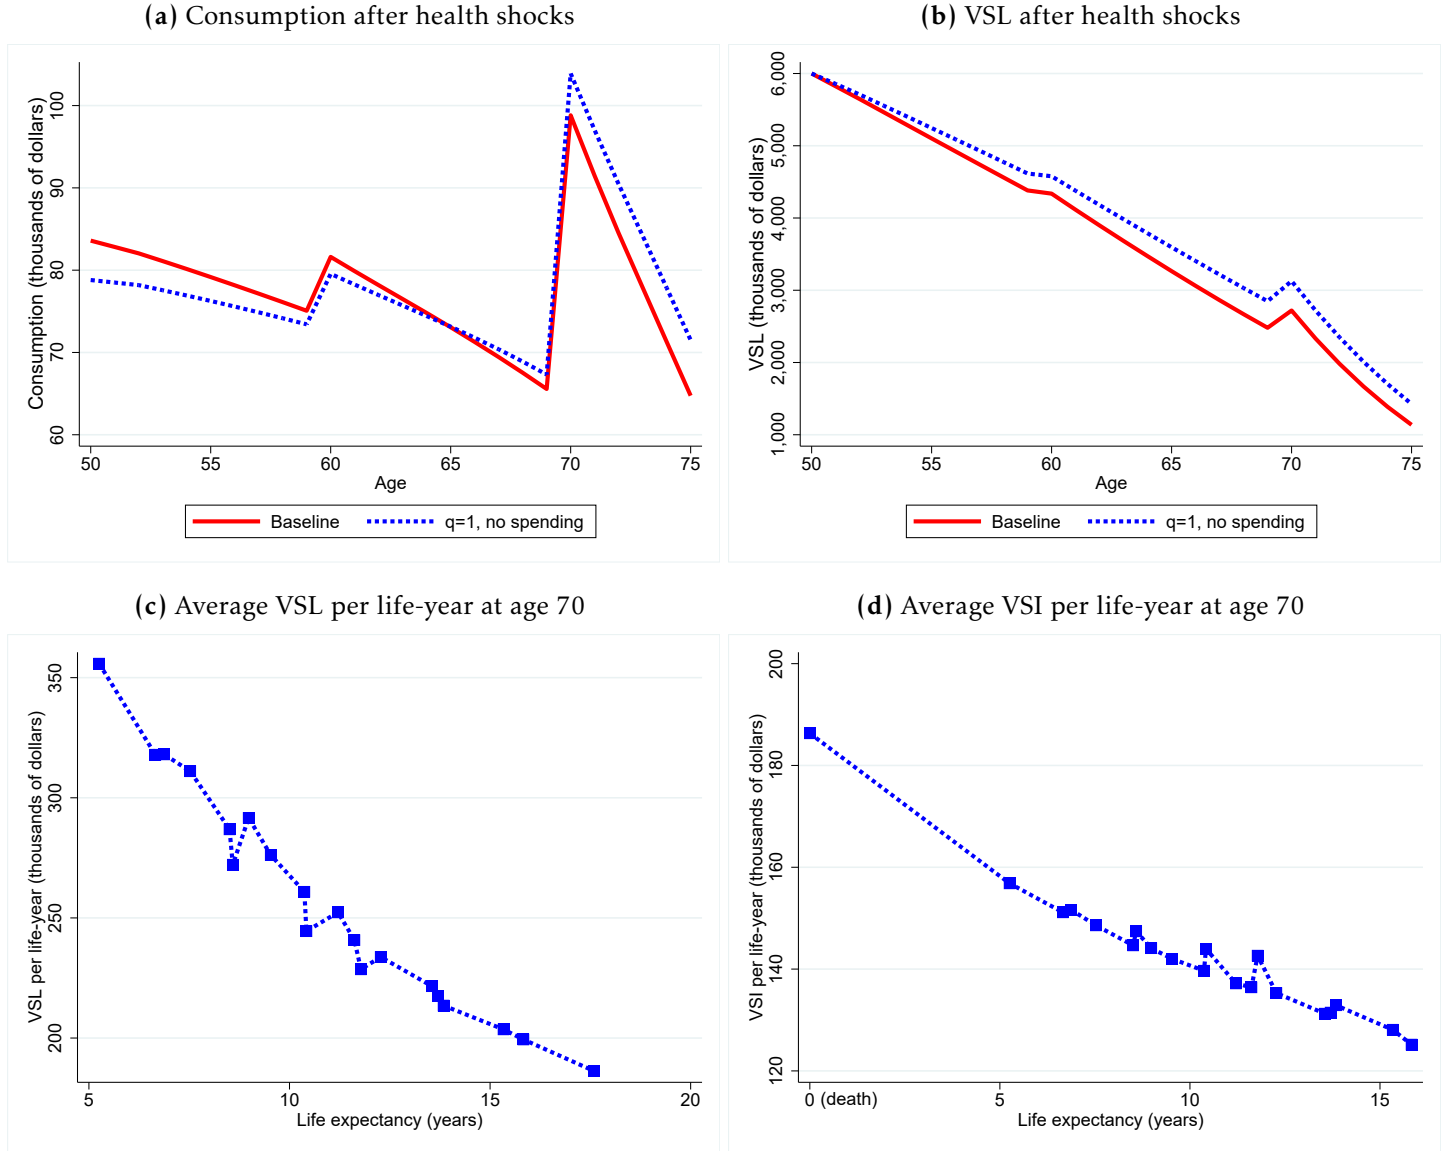 (a) Consumption after health shocks
Consumption (thousands of dollars)
100
90
80
70
60
50 55 60 65 70 75
Age
Baseline q=1, no spending
(b) VSL after health shocks
VSL (thousands of dollars)
6,000
5,000
4,000
3,000
2,000
1,000
50 55 60 65 70 75
Age
Baseline q=1, no spending
(c) Average VSL per life-year at age 70
VSL per life-year (thousands of dollars)
350
300
250
200
5 10 15 20
Life expectancy (years)
(d) Average VSI per life-year at age 70
VSI per life-year (thousands of dollars)
200
180
160
140
120
0 (death) 5 10 15
Life expectancy (years)